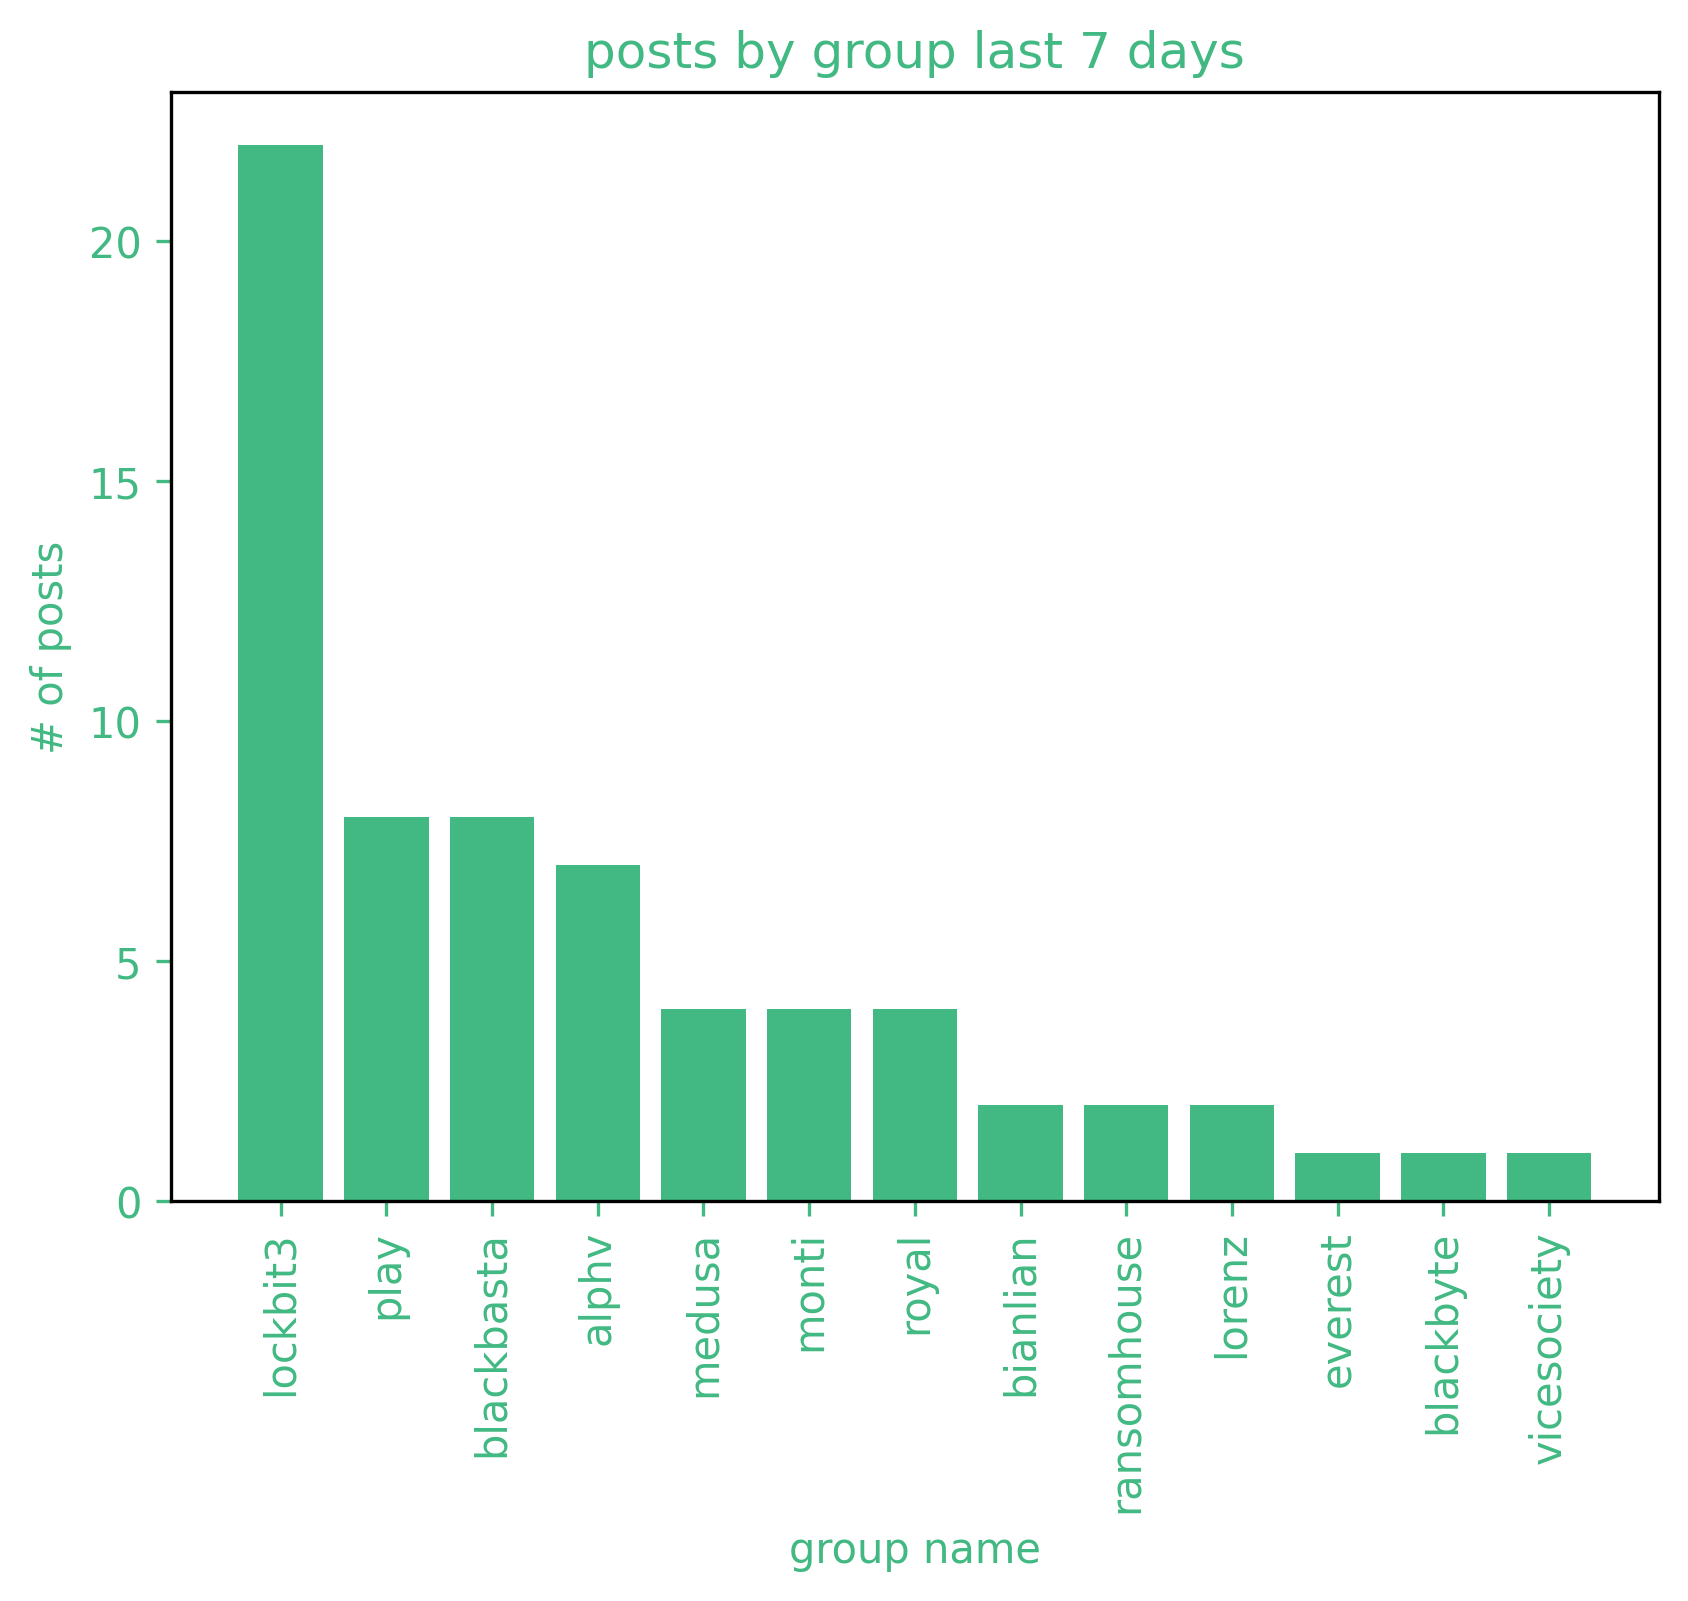 posts by group last 7 days
# of posts
20
15
10
5
0
lockbit3
play
blackbasta
alphv
medusa
monti
royal
bianlian
ransomhouse
lorenz
everest
blackbyte
vicesociety
group name